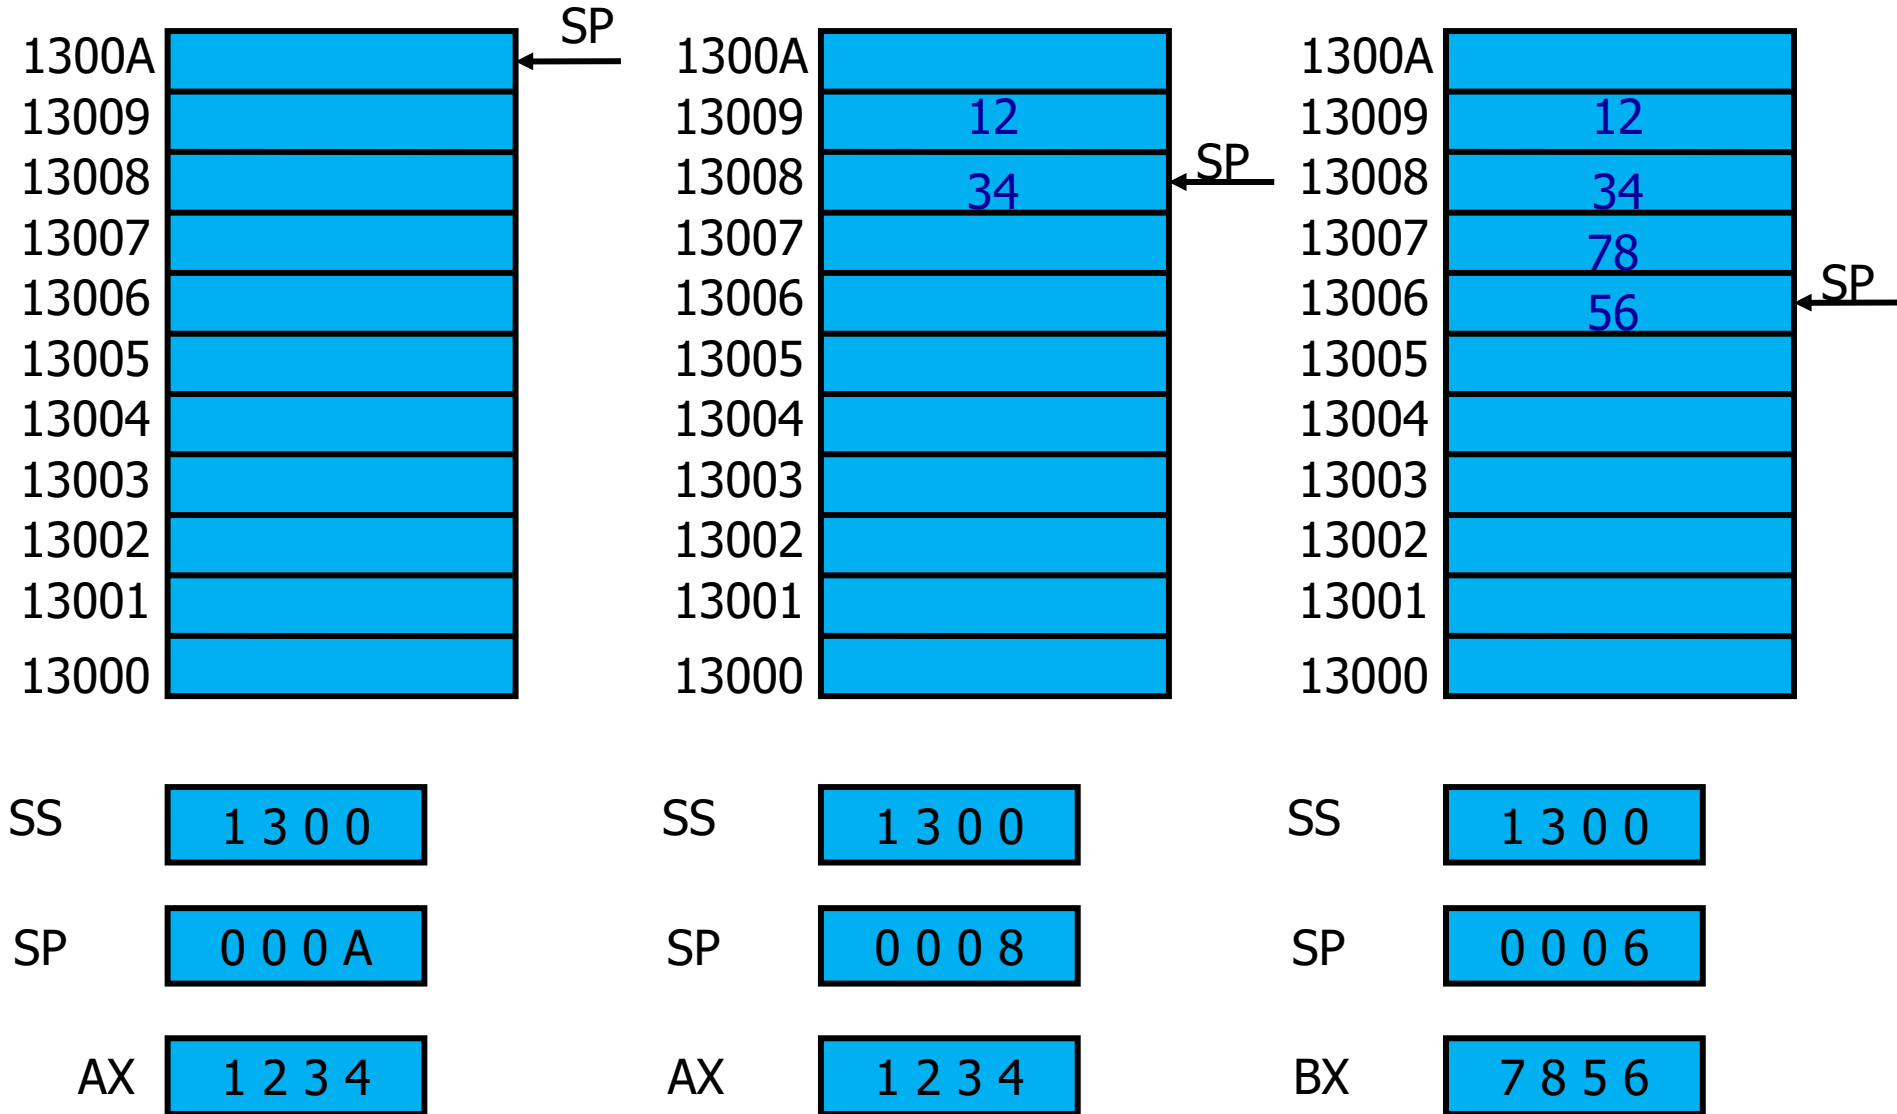 SP
1300A 1300A 1300A
13009 13009 12 13009 12
SP SP
13008 13008 34 13008 34
13007 13007 13007 78
13006 13006 13006 56
13005 13005 13005
13004 13004 13004
13003 13003 13003
13002 13002 13002
13001 13001 13001
13000 13000 13000
SS 1 3 0 0 SS 1 3 0 0 SS 1 3 0 0
SP 0 0 0 A SP 0 0 0 8 SP 0 0 0 6
AX 1 2 3 4 AX 1 2 3 4 BX 7 8 5 6